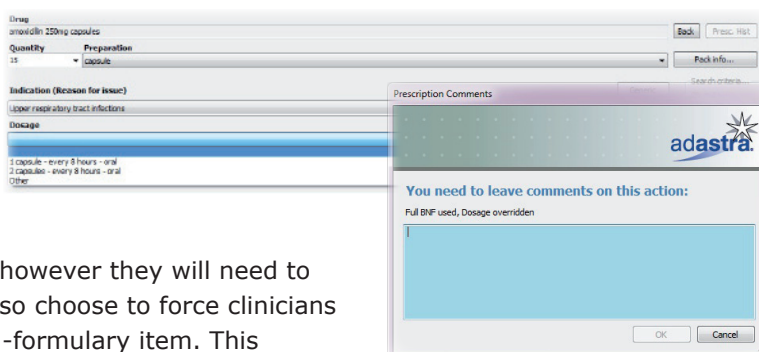 Drug
amoxicillin 250mg capsules
Back
Presc. Hist
Quantity Preparation
15 capsule
Pack info...
Search criteria...
Indication (Reason for issue)
Upper respiratory tract infections
Dosage
1 capsule - every 8 hours - oral
2 capsules - every 8 hours - oral
Other
Prescription Comments
adastra.
You need to leave comments on this action:
Full BNF used, Dosage overridden
OK Cancel
however they will need to
so choose to force clinicians
-formulary item. This